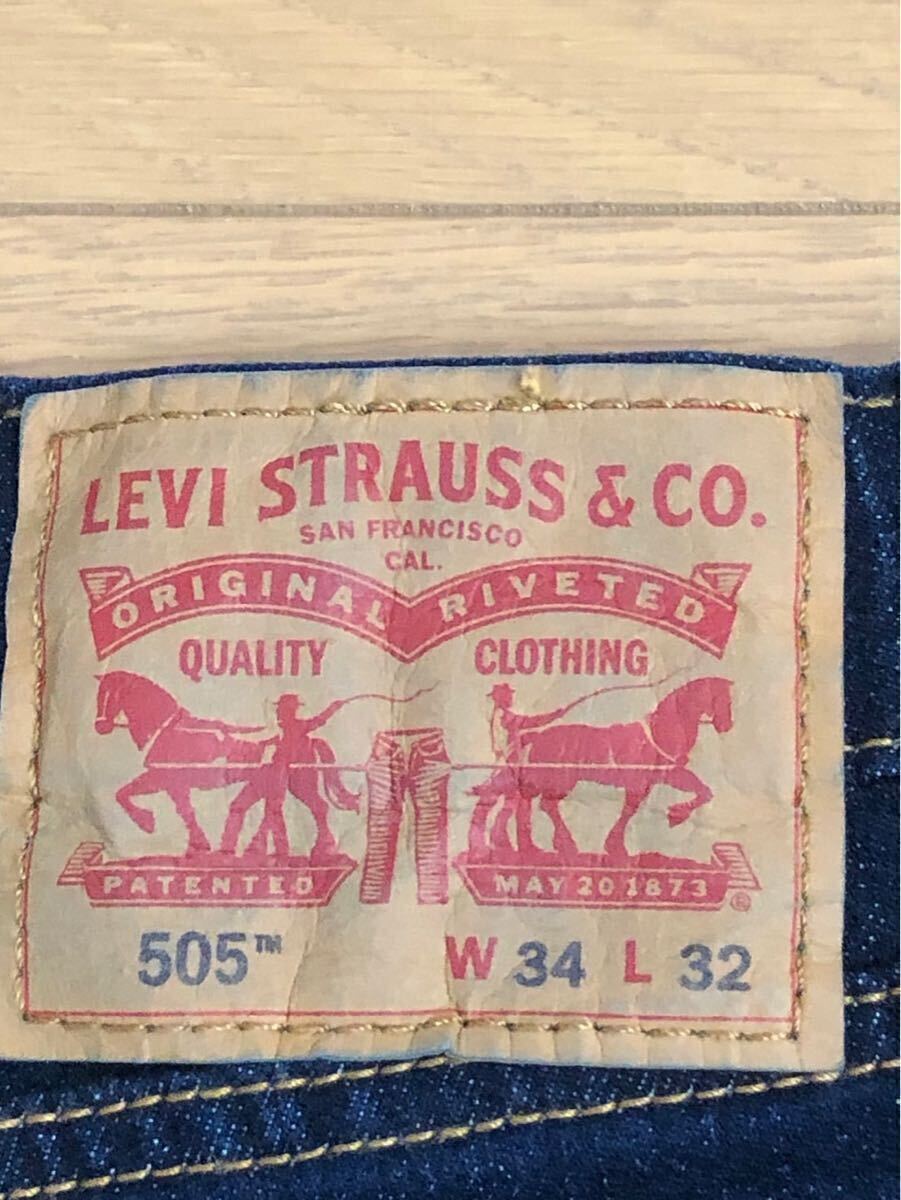 LEVI STRAUSS & CO.
SAN FRANCISCO
CAL.
ORIGINAL RIVETED
QUALITY CLOTHING
PATENTED MAY 20 1873 ®
505™ W 34 L 32